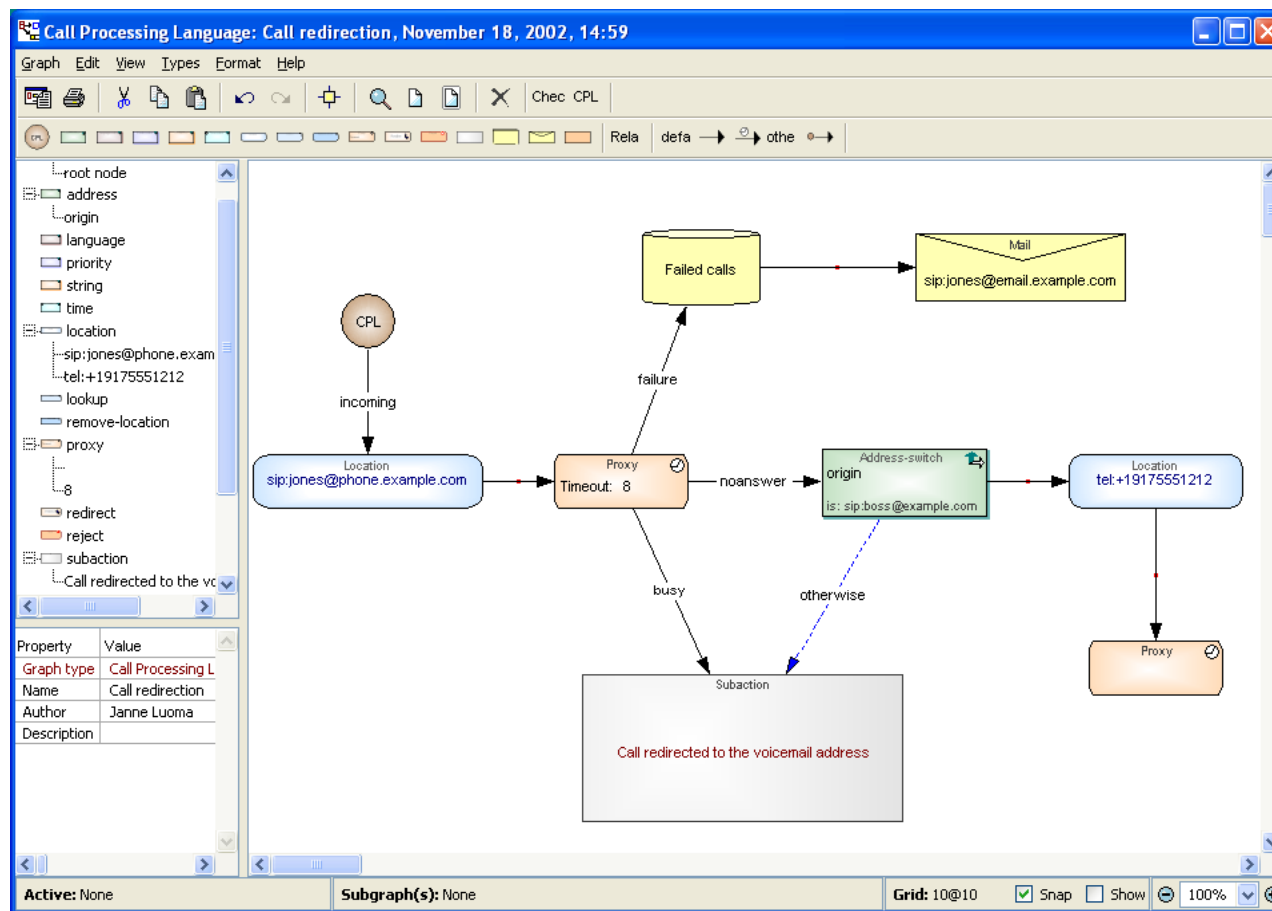 Call Processing Language: Call redirection, November 18, 2002, 14:59
Graph Edit View Types Format Help
Chec CPL
CPL
Rela
defa
othe
root node
address
origin
language
priority
string
time
location
sip:jones@phone.exam
tel:+19175551212
lookup
remove-location
proxy
8
redirect
reject
subaction
Call redirected to the vc
Property Value
Graph type Call Processing L
Name Call redirection
Author Janne Luoma
Description
Failed calls
Mail
sip:jones@email.example.com
CPL
failure
incoming
Location
sip:jones@phone.example.com
Proxy
Timeout: 8
noanswer
Address-switch
origin
is: sip:boss@example.com
Location
tel:+19175551212
busy
otherwise
Proxy
Subaction
Call redirected to the voicemail address
Active: None
Subgraph(s): None
Grid: 10@10
Snap
Show
100%